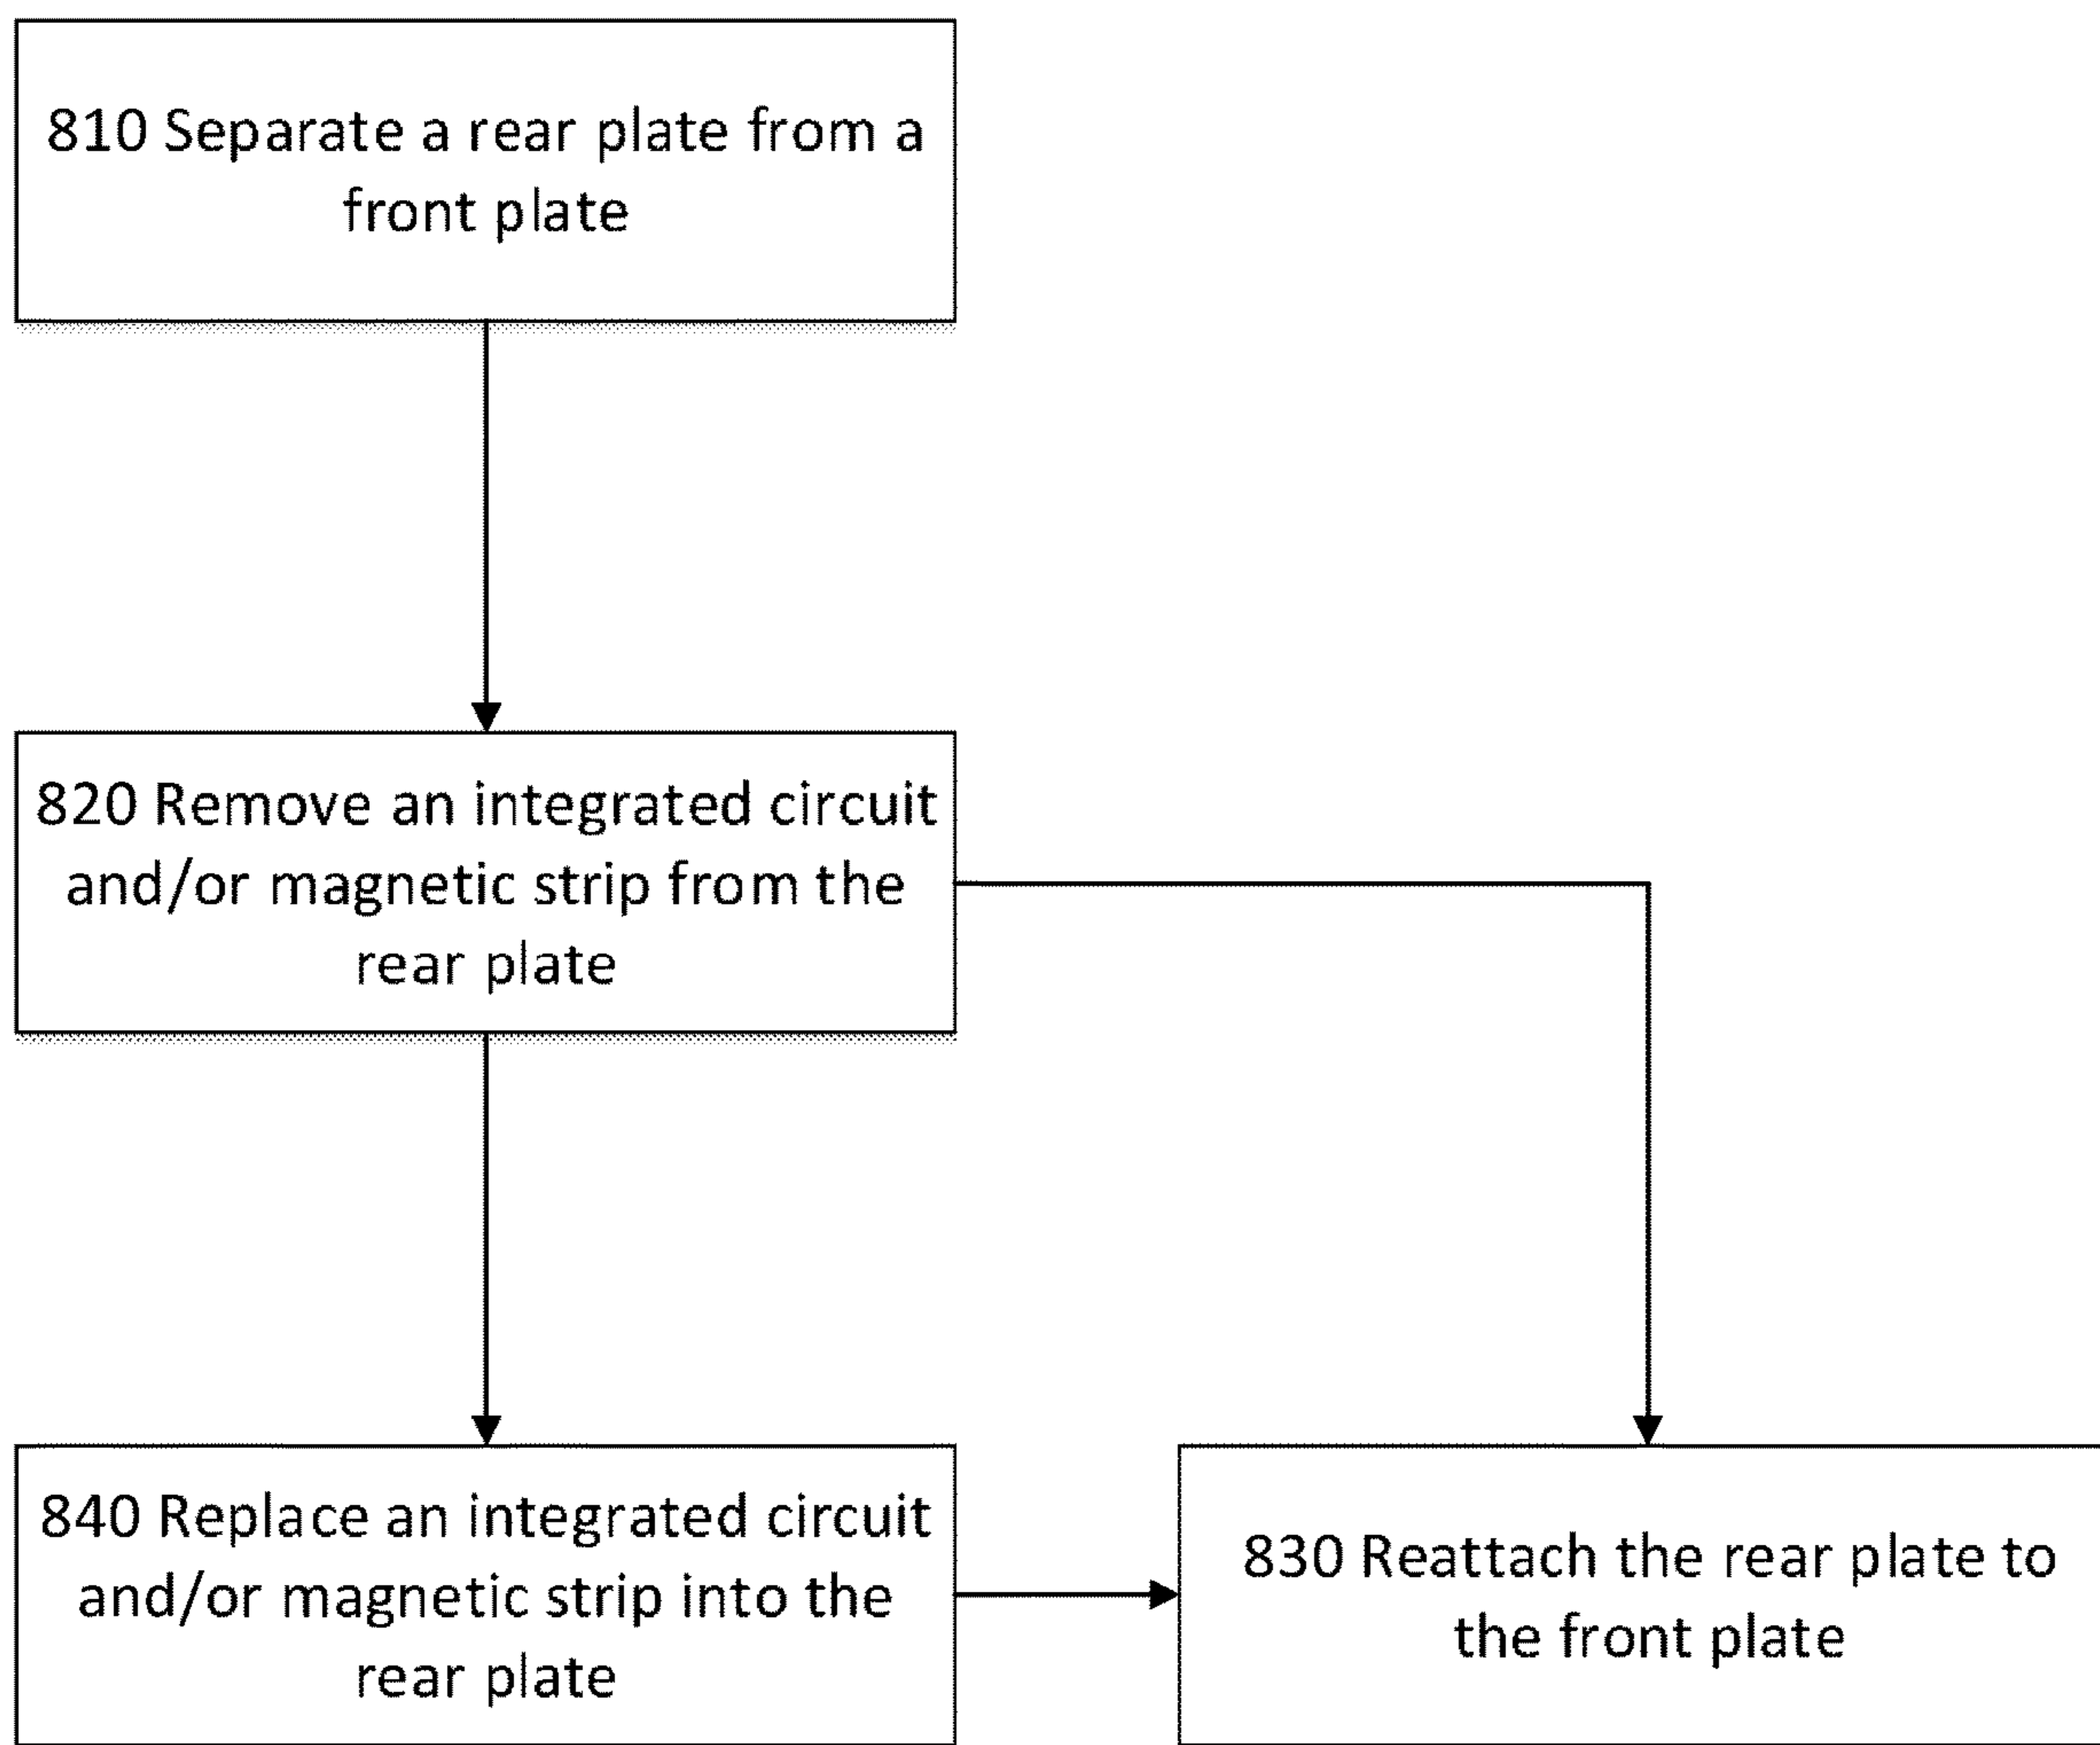 810 Separate a rear plate from a
front plate
820 Remove an integrated circuit
and/or magnetic strip from the
rear plate
840 Replace an integrated circuit
and/or magnetic strip into the
rear plate
830 Reattach the rear plate to
the front plate